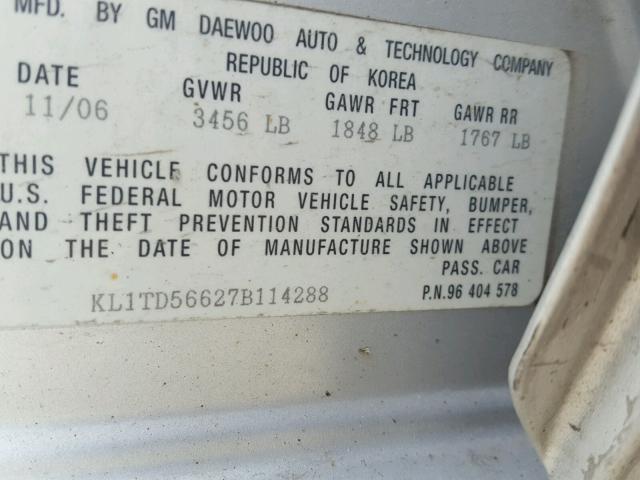 MFD. BY GM DAEWOO AUTO & TECHNOLOGY COMPANY
REPUBLIC OF KOREA
DATE GVWR GAWR FRT GAWR RR
11/06 3456 LB 1848 LB 1767 LB
THIS VEHICLE CONFORMS TO ALL APPLICABLE
U.S. FEDERAL MOTOR VEHICLE SAFETY, BUMPER,
AND THEFT PREVENTION STANDARDS IN EFFECT
ON THE DATE OF MANUFACTURE SHOWN ABOVE
PASS. CAR
KL1TD56627B114288 P.N.96 404 578